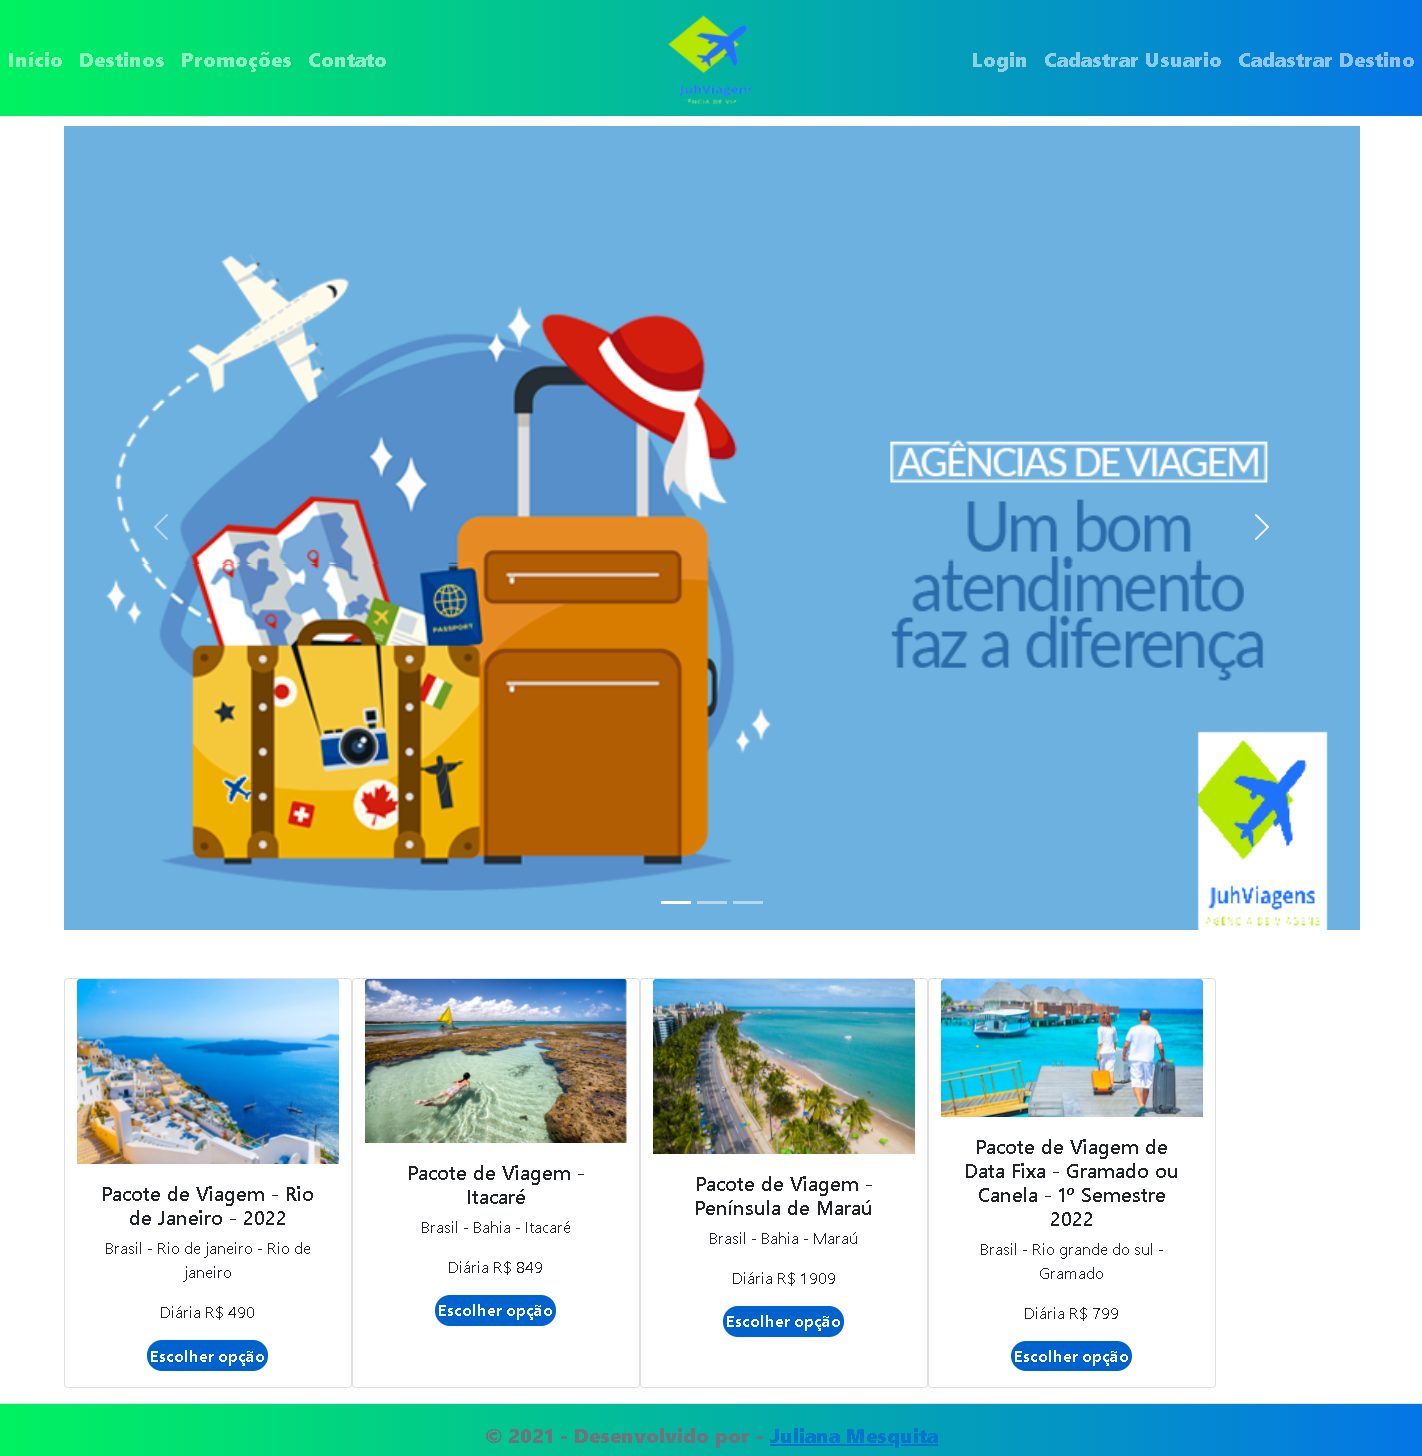 Início Destinos Promoções Contato
JuhViagem
Login Cadastrar Usuario Cadastrar Destino
AGÊNCIAS DE VIAGEM
Um bom
atendimento
faz a diferença
PASSPORT
JuhViagens
AGÊNCIA DE VIAGENS
Pacote de Viagem - Rio
de Janeiro - 2022
Brasil - Rio de janeiro - Rio de
janeiro
Diária R$ 490
Escolher opção
Pacote de Viagem -
Itacaré
Brasil - Bahia - Itacaré
Diária R$ 849
Escolher opção
Pacote de Viagem -
Península de Maraú
Brasil - Bahia - Maraú
Diária R$ 1909
Escolher opção
Pacote de Viagem de
Data Fixa - Gramado ou
Canela - 1º Semestre
2022
Brasil - Rio grande do sul -
Gramado
Diária R$ 799
Escolher opção
© 2021 - Desenvolvido por - Juliana Mesquita